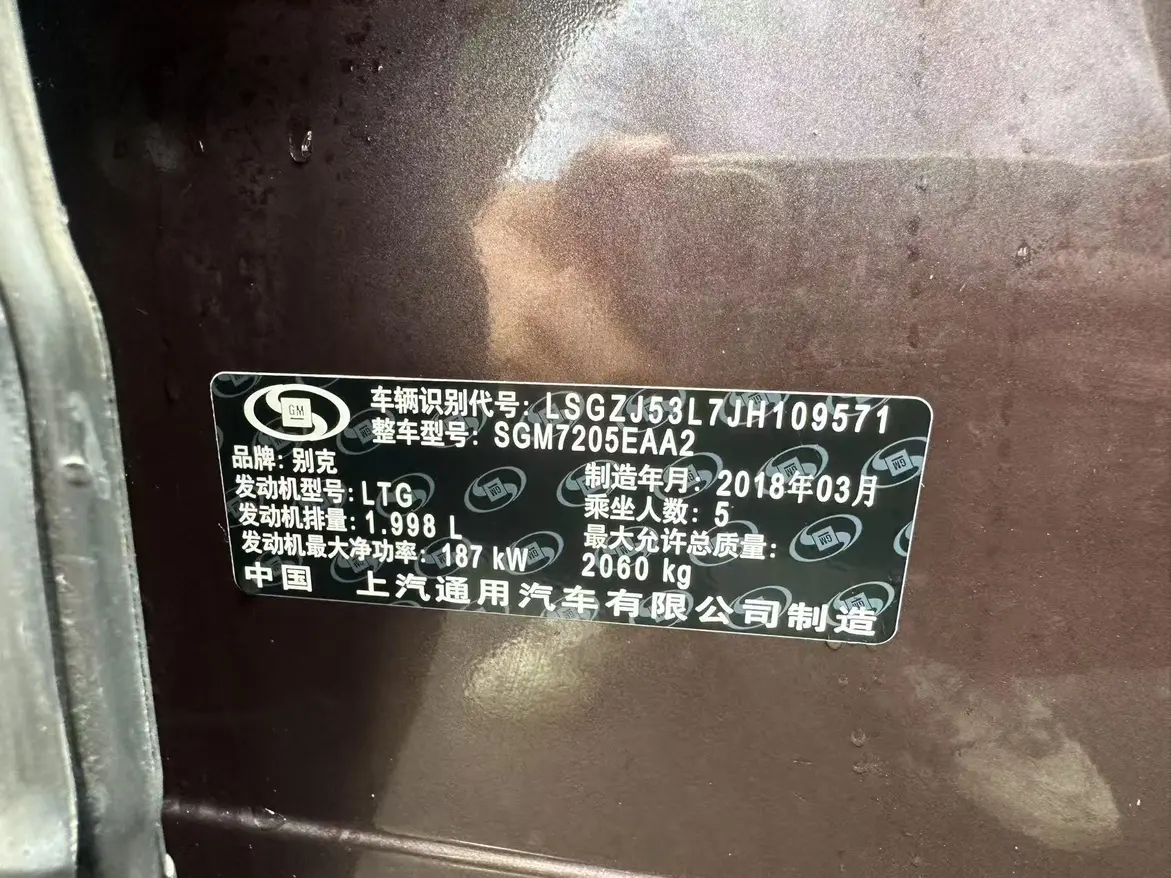 GM
车辆识别代号: LSGZJ53L7JH109571
整车型号: SGM7205EAA2
品牌: 别克
制造年月: 2018年03月
发动机型号: LTG
乘坐人数: 5
发动机排量: 1.998 L
最大允许总质量:
发动机最大净功率: 187 kW
2060 kg
中国 上汽通用汽车有限公司制造